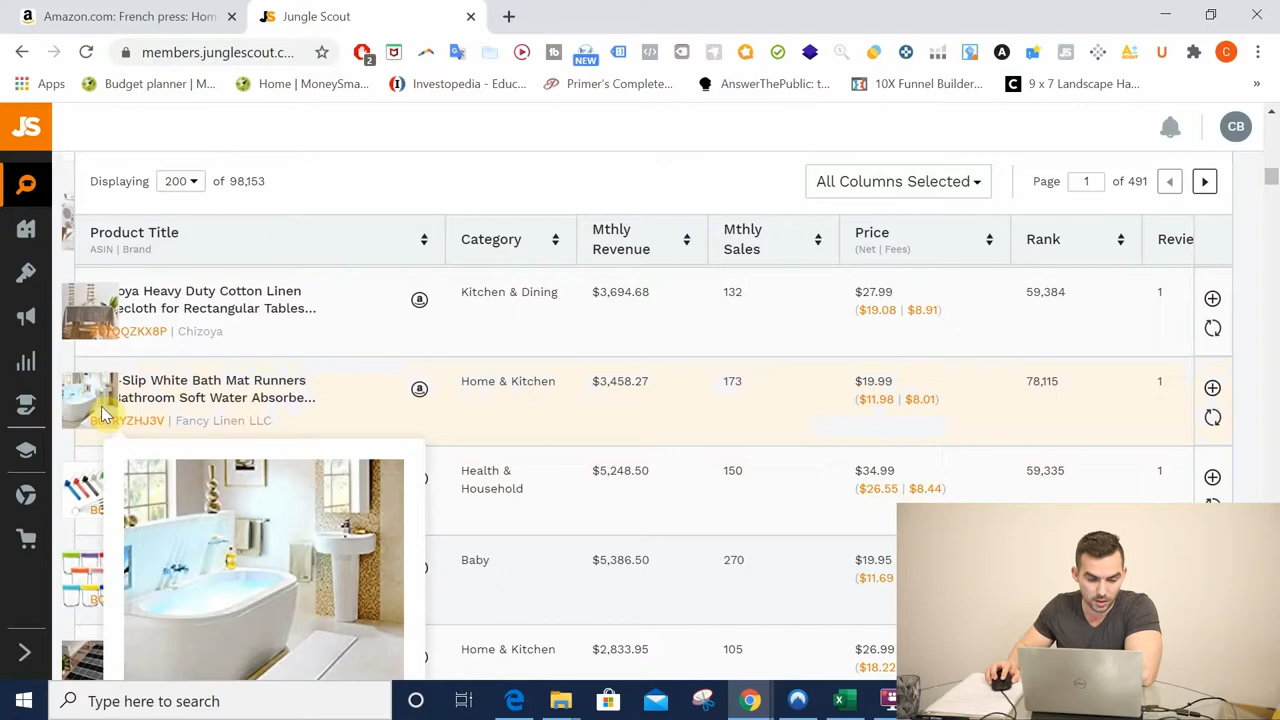 Amazon.com: French press: Hom
Jungle Scout
members.junglescout.c...
2
NEW
A
U
C
Apps
Budget planner | M...
Home | MoneySma...
Investopedia - Educ...
Primer's Complete...
AnswerThePublic: t...
10X Funnel Builder...
9 x 7 Landscape Ha...
»
JS
CB
Displaying 200 of 98,153
All Columns Selected
Page 1 of 491
Product Title
ASIN | Brand
Category
Mthly Revenue
Mthly Sales
Price
(Net | Fees)
Rank
Revie
oya Heavy Duty Cotton Linen
ecloth for Rectangular Tables...
QQZKX8P | Chizoya
Kitchen & Dining
$3,694.68
132
$27.99
($19.08 | $8.91)
59,384
1
-Slip White Bath Mat Runners
athroom Soft Water Absorbe...
RYZHJ3V | Fancy Linen LLC
Home & Kitchen
$3,458.27
173
$19.99
($11.98 | $8.01)
78,115
1
Health &
Household
$5,248.50
150
$34.99
($26.55 | $8.44)
59,335
1
Baby
$5,386.50
270
$19.95
($11.69
Home & Kitchen
$2,833.95
105
$26.99
($18.22
Type here to search